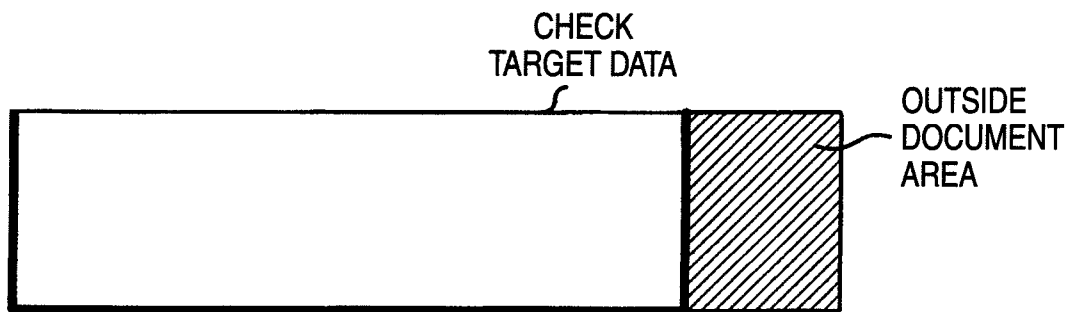 CHECK
TARGET DATA
OUTSIDE
DOCUMENT
AREA